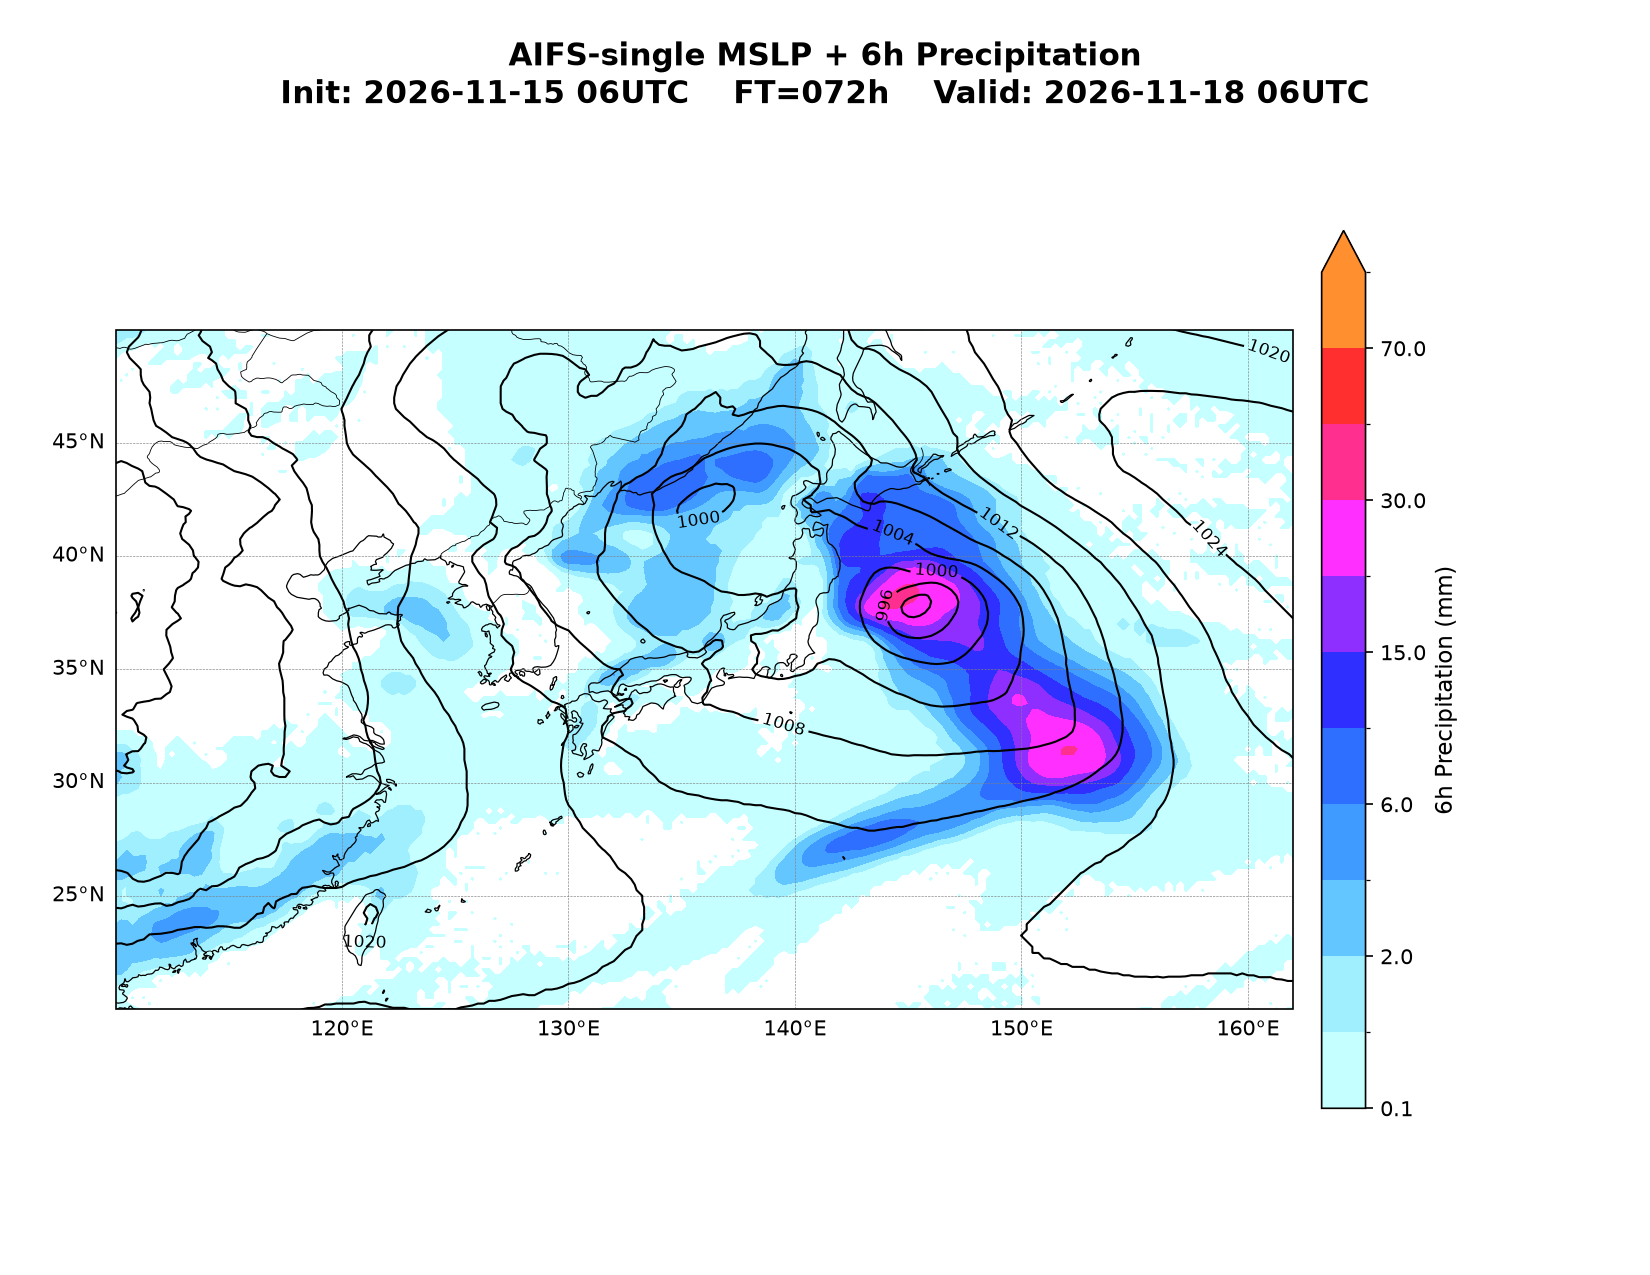 AIFS-single MSLP + 6h Precipitation
Init: 2026-11-15 06UTC    FT=072h    Valid: 2026-11-18 06UTC
1020
70.0
45°N
30.0
1000
1012
1004
1024
40°N
1000
996
15.0
35°N
1008
30°N
6.0
6h Precipitation (mm)
25°N
1020
2.0
120°E
130°E
140°E
150°E
160°E
0.1